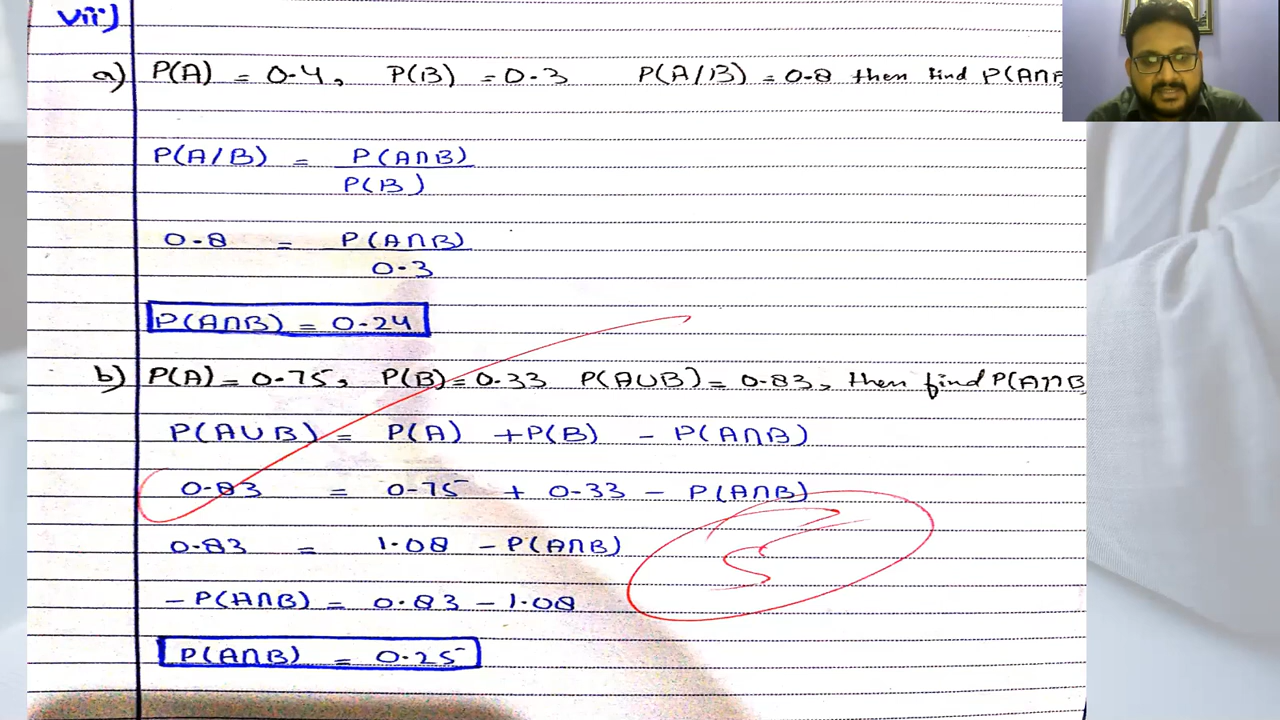 vii)
a) P(A) = 0.4, P(B) = 0.3 P(A/B) = 0.8 then find P(A∩B
P(A/B) = P(A∩B)
P(B)
0.8 = P(A∩B)
0.3
P(A∩B) = 0.24
b) P(A) = 0.75, P(B) = 0.33 P(A∪B) = 0.83, then find P(A∩B
P(A∪B) = P(A) + P(B) - P(A∩B)
0.83 = 0.75 + 0.33 - P(A∩B)
0.83 = 1.08 - P(A∩B)
5
- P(A∩B) = 0.83 - 1.08
P(A∩B) = 0.25